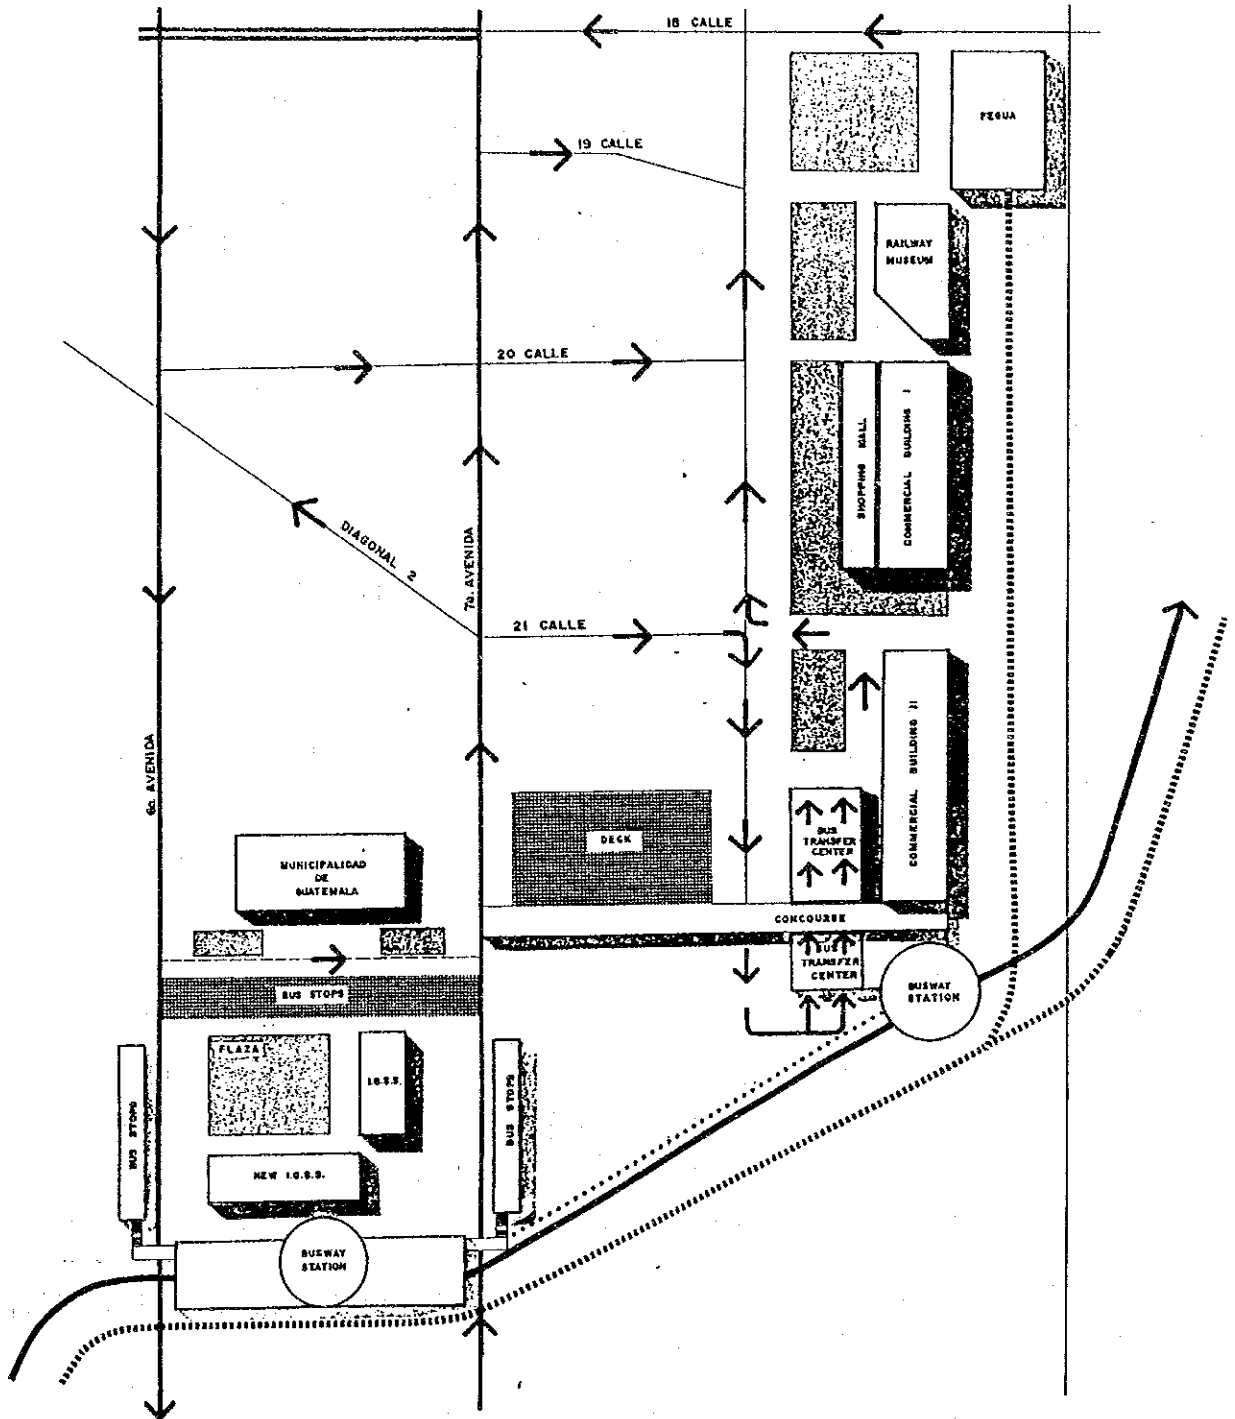 18 CALLE
FEGUA
19 CALLE
RAILWAY
MUSEUM
20 CALLE
SHOPPING MALL
COMMERCIAL BUILDING I
DIAGONAL 2
7a. AVENIDA
21 CALLE
6a. AVENIDA
COMMERCIAL BUILDING II
DECK
BUS
TRANSFER
CENTER
MUNICIPALIDAD
DE
GUATEMALA
CONCOURSE
BUS
TRANSFER
CENTER
BUSWAY
STATION
BUS STOPS
PLAZA
I.G.S.S.
BUS STOPS
BUS STOPS
NEW I.G.S.S.
BUSWAY
STATION